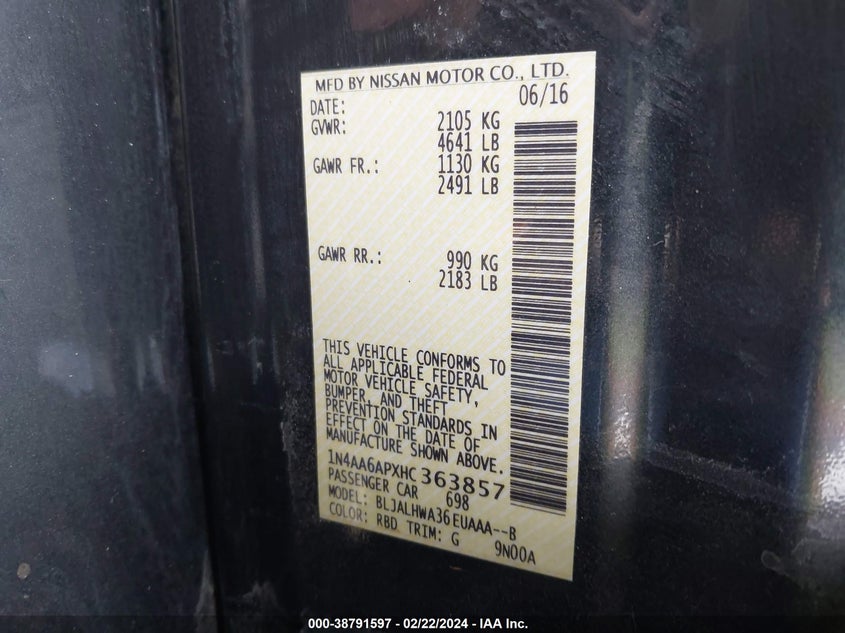 MFD BY NISSAN MOTOR CO., LTD.
DATE: 06/16
GVWR: 2105 KG
4641 LB
GAWR FR.: 1130 KG
2491 LB
GAWR RR.: 990 KG
2183 LB
THIS VEHICLE CONFORMS TO
ALL APPLICABLE FEDERAL
MOTOR VEHICLE SAFETY,
BUMPER, AND THEFT
PREVENTION STANDARDS IN
EFFECT ON THE DATE OF
MANUFACTURE SHOWN ABOVE.
1N4AA6APXHC363857
PASSENGER CAR 698
MODEL: BLJALHWA36EUAAA--B
COLOR: RBD TRIM: G 9N00A
000-38791597 - 02/22/2024 - IAA Inc.